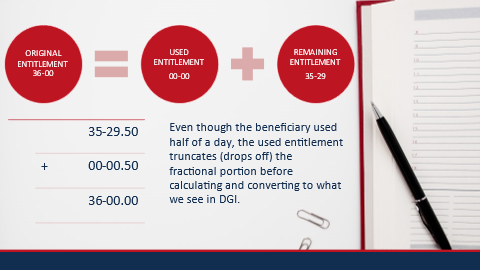 ORIGINAL
ENTITLEMENT
36-00
USED
ENTITLEMENT
00-00
REMAINING
ENTITLEMENT
35-29
35-29.50
+ 00-00.50
36-00.00
Even though the beneficiary used
half of a day, the used entitlement
truncates (drops off) the
fractional portion before
calculating and converting to what
we see in DGI.